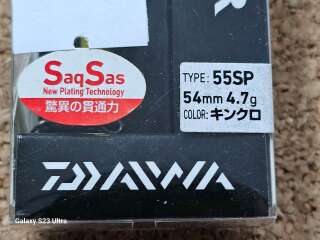 R
SaqSas
New Plating Technology
驚異の貫通力
TYPE: 55SP
54mm 4.7g
COLOR: キンクロ
DAIWA
Galaxy S23 Ultra